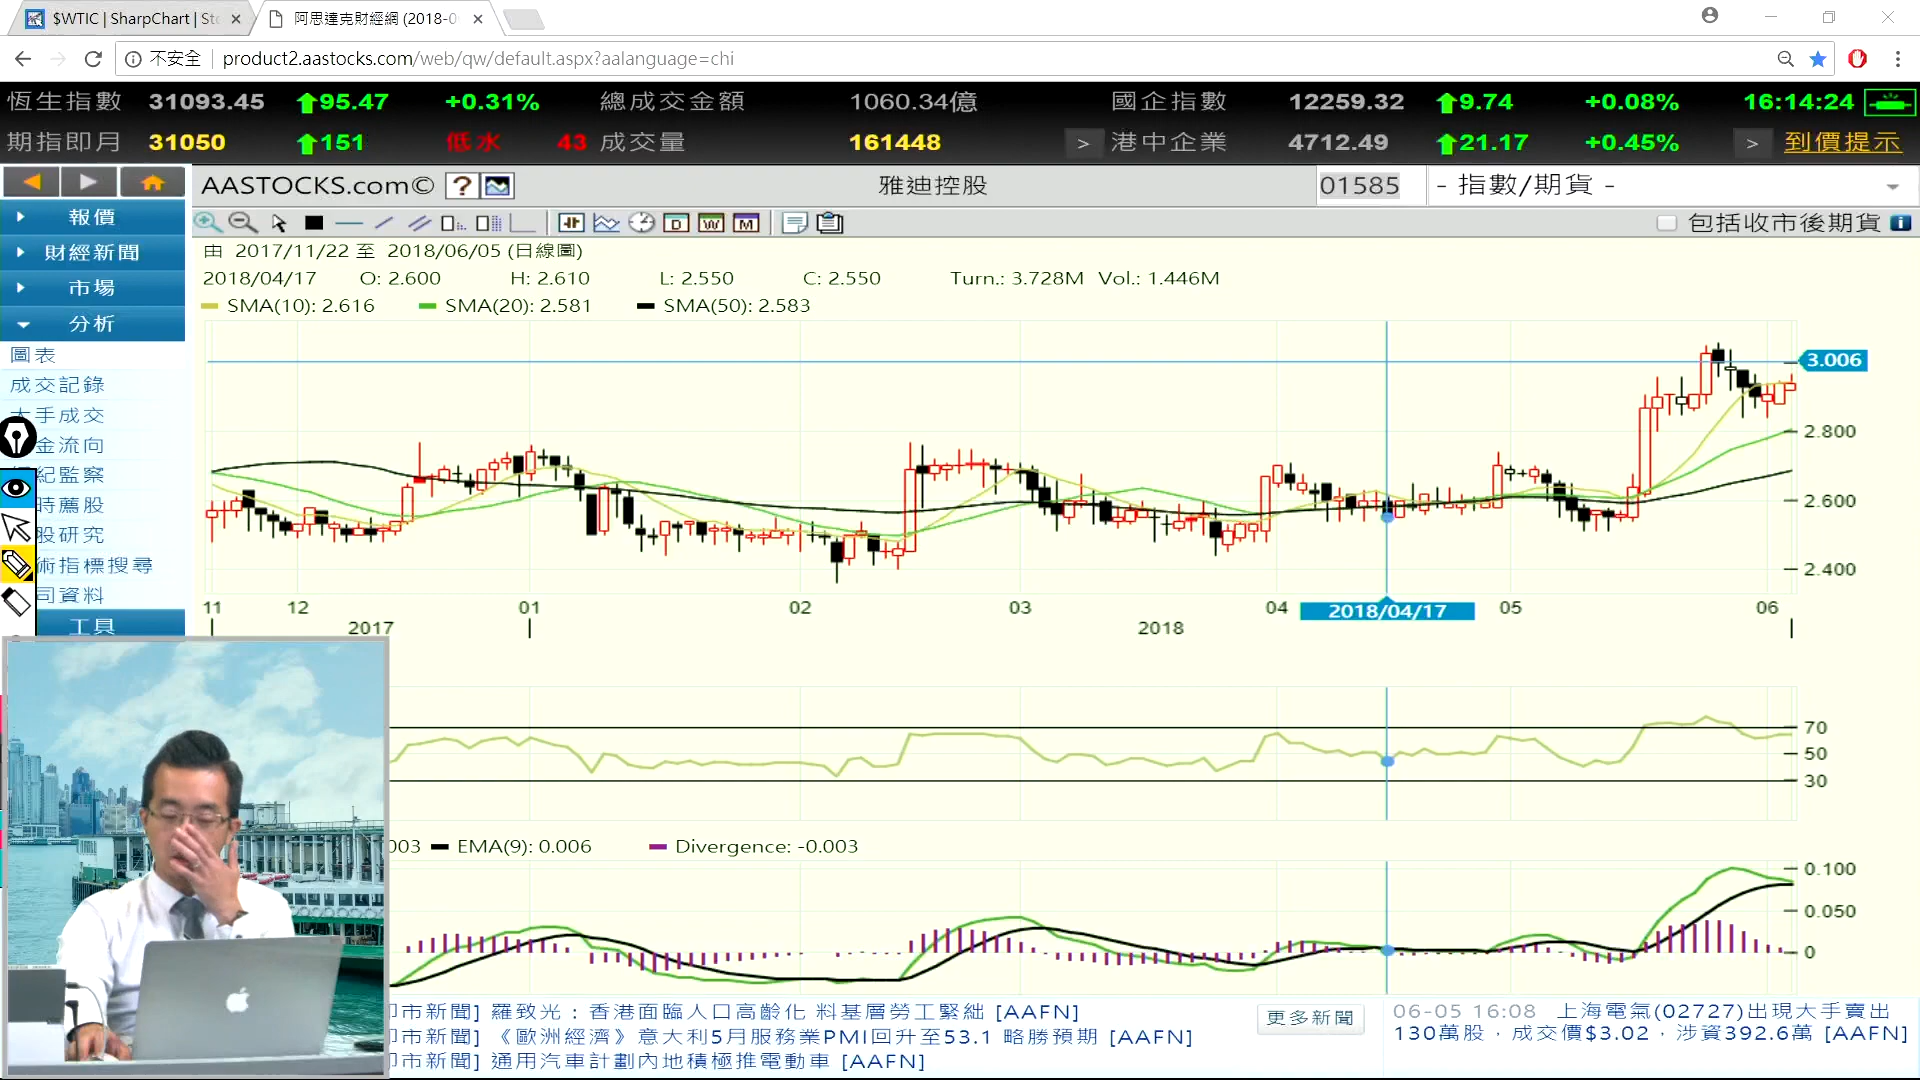 $WTIC | SharpChart | Sto
阿思達克財經網 (2018-0
不安全 product2.aastocks.com/web/qw/default.aspx?aalanguage=chi
恆生指數 31093.45 95.47 +0.31% 總成交金額 1060.34億 國企指數 12259.32 9.74 +0.08% 16:14:24
期指即月 31050 151 低水 43 成交量 161448 > 港中企業 4712.49 21.17 +0.45% > 到價提示
AASTOCKS.com© ? 雅迪控股 01585 - 指數/期貨 -
D W M 包括收市後期貨 i
報價
財經新聞
市場
分析
圖表
成交記錄
大手成交
金流向
紀監察
時薦股
股研究
術指標搜尋
司資料
工具
由 2017/11/22 至 2018/06/05 (日線圖)
2018/04/17 O: 2.600 H: 2.610 L: 2.550 C: 2.550 Turn.: 3.728M Vol.: 1.446M
SMA(10): 2.616 SMA(20): 2.581 SMA(50): 2.583
3.006
2.800
2.600
2.400
11 12 01 02 03 04 2018/04/17 05 06
2017 2018
70
50
30
003 EMA(9): 0.006 Divergence: -0.003
0.100
0.050
0
市新聞] 羅致光：香港面臨人口高齡化 料基層勞工緊絀 [AAFN]
市新聞] 《歐洲經濟》意大利5月服務業PMI回升至53.1 略勝預期 [AAFN]
市新聞] 通用汽車計劃內地積極推電動車 [AAFN]
更多新聞
06-05 16:08 上海電氣(02727)出現大手賣出
130萬股，成交價$3.02，涉資392.6萬 [AAFN]